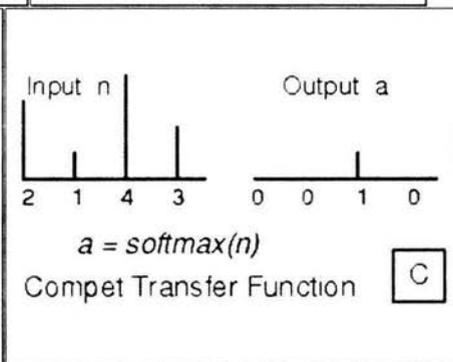 Input n
Output a
2 1 4 3
0 0 1 0
a = softmax(n)
Compet Transfer Function
C